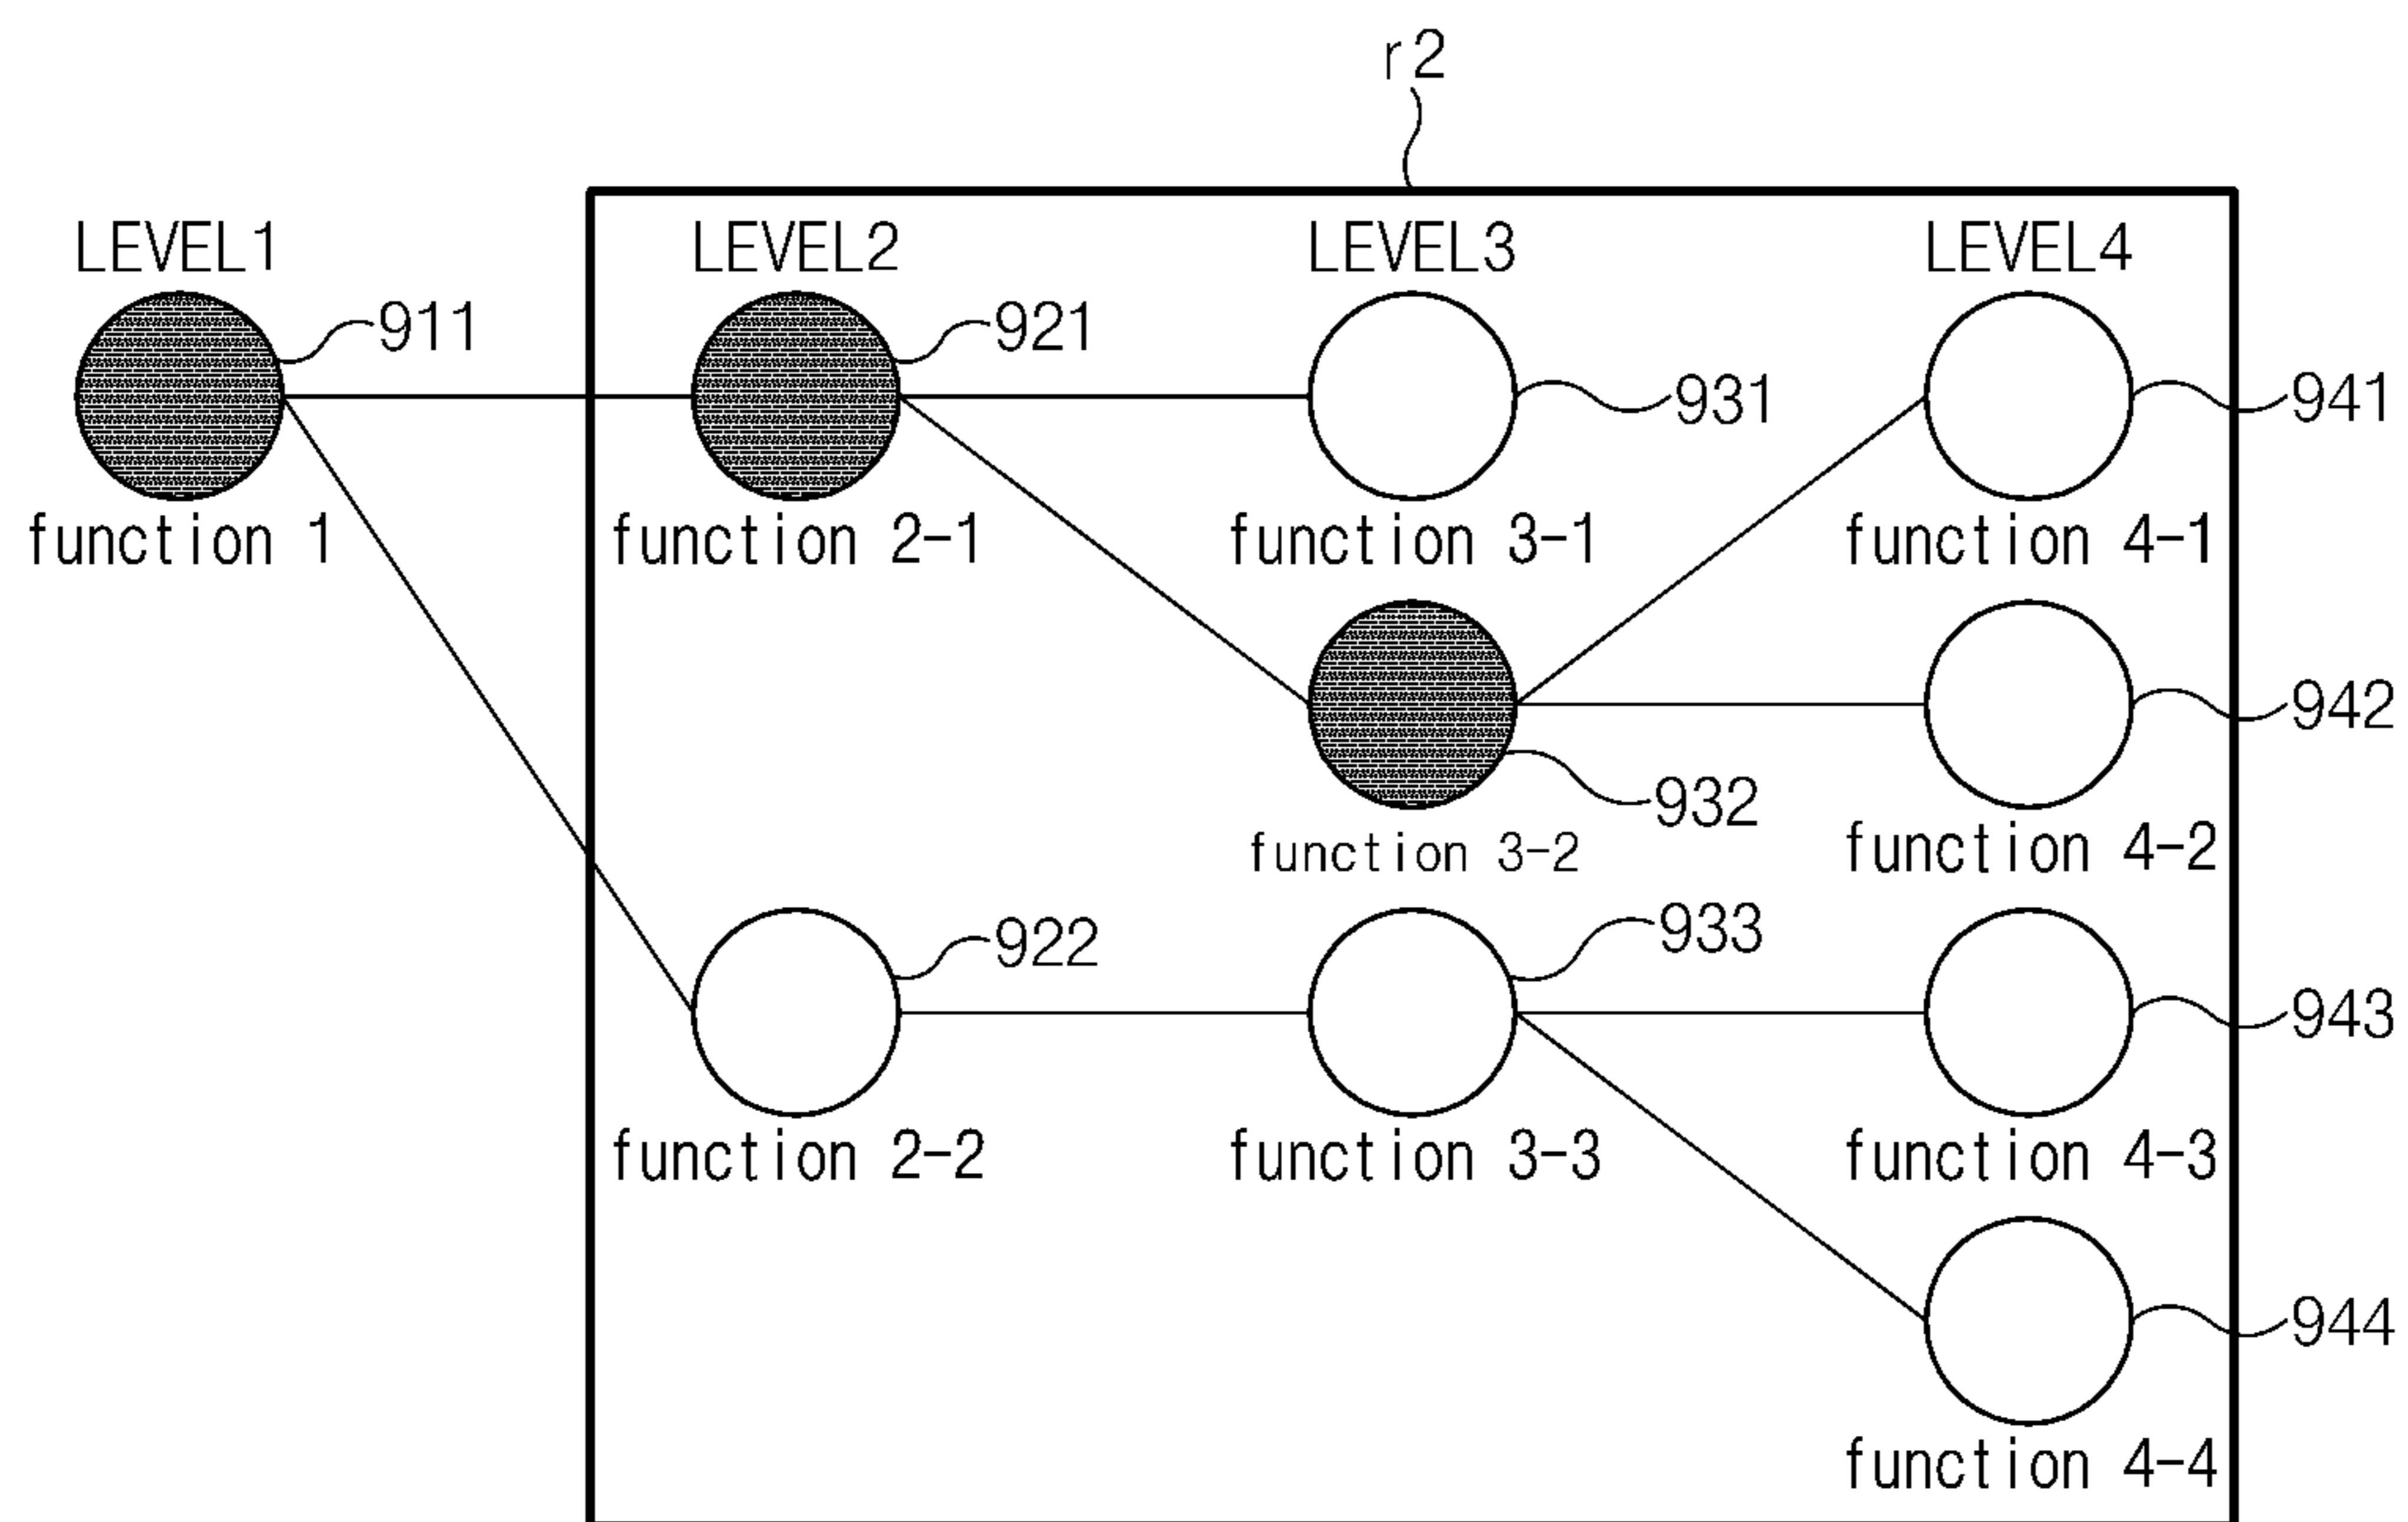 r2
LEVEL1 LEVEL2 LEVEL3 LEVEL4
911 921 931 941
function 1 function 2-1 function 3-1 function 4-1
932 942
function 3-2 function 4-2
922 933 943
function 2-2 function 3-3 function 4-3
944
function 4-4